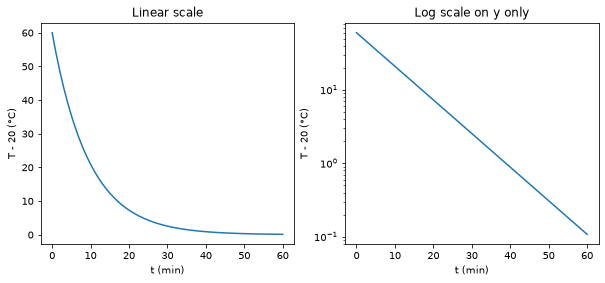 Linear scale
60
50
40
30
20
10
0
T - 20 (°C)
0 10 20 30 40 50 60
t (min)
Log scale on y only
10¹
10⁰
10⁻¹
T - 20 (°C)
0 10 20 30 40 50 60
t (min)